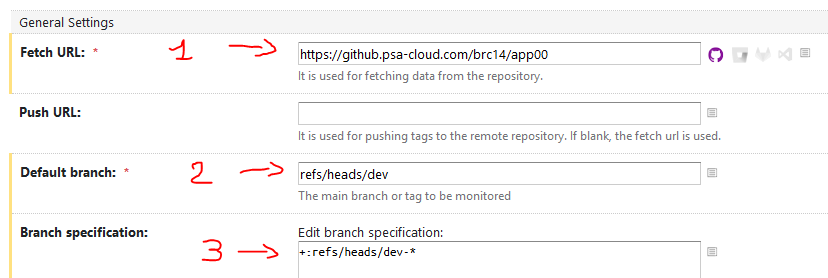 General Settings
Fetch URL: *
1
https://github.psa-cloud.com/brc14/app00
It is used for fetching data from the repository.
Push URL:
It is used for pushing tags to the remote repository. If blank, the fetch url is used.
Default branch: *
2
refs/heads/dev
The main branch or tag to be monitored
Branch specification:
Edit branch specification:
3
+:refs/heads/dev-*